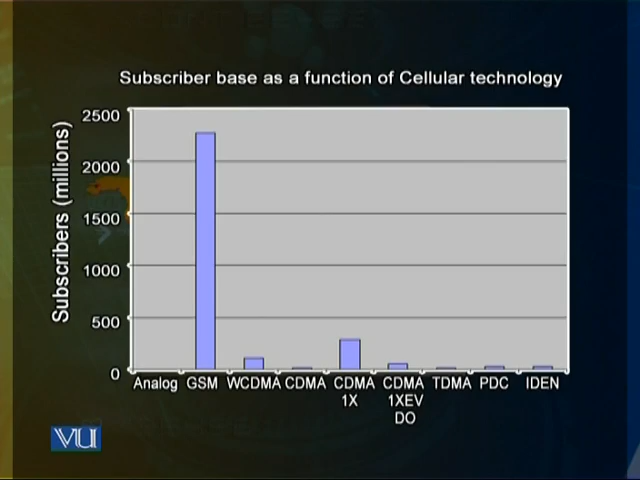 Subscriber base as a function of Cellular technology
Subscribers (millions)
2500
2000
1500
1000
500
0
Analog GSM WCDMA CDMA CDMA 1X CDMA 1XEV DO TDMA PDC IDEN
VU